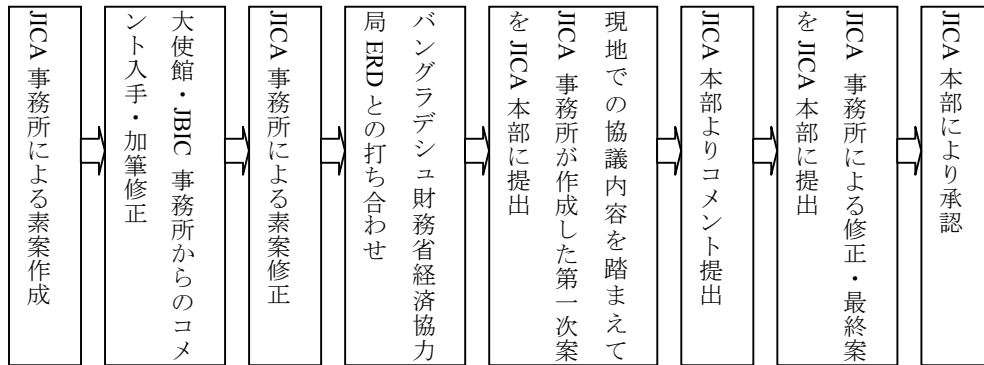 JICA 事務所による素案作成
大使館・JBIC 事務所からのコメ
ント入手・加筆修正
JICA 事務所による素案修正
バングラデシュ財務省経済協力
局 ERD との打ち合わせ
現地での協議内容を踏まえて
JICA 事務所が作成した第一次案
を JICA 本部に提出
JICA 本部よりコメント提出
JICA 事務所による修正・最終案
を JICA 本部に提出
JICA 本部により承認